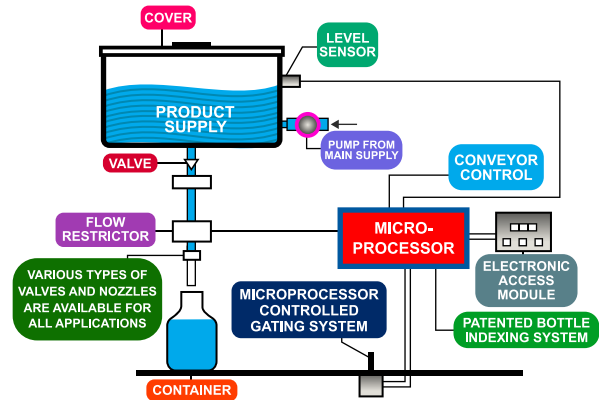 COVER
LEVEL
SENSOR
PRODUCT
SUPPLY
PUMP FROM
MAIN SUPPLY
VALVE
CONVEYOR
CONTROL
FLOW
RESTRICTOR
MICRO-
PROCESSOR
ELECTRONIC
ACCESS
MODULE
VARIOUS TYPES OF
VALVES AND NOZZLES
ARE AVAILABLE FOR
ALL APPLICATIONS
MICROPROCESSOR
CONTROLLED
GATING SYSTEM
PATENTED BOTTLE
INDEXING SYSTEM
CONTAINER